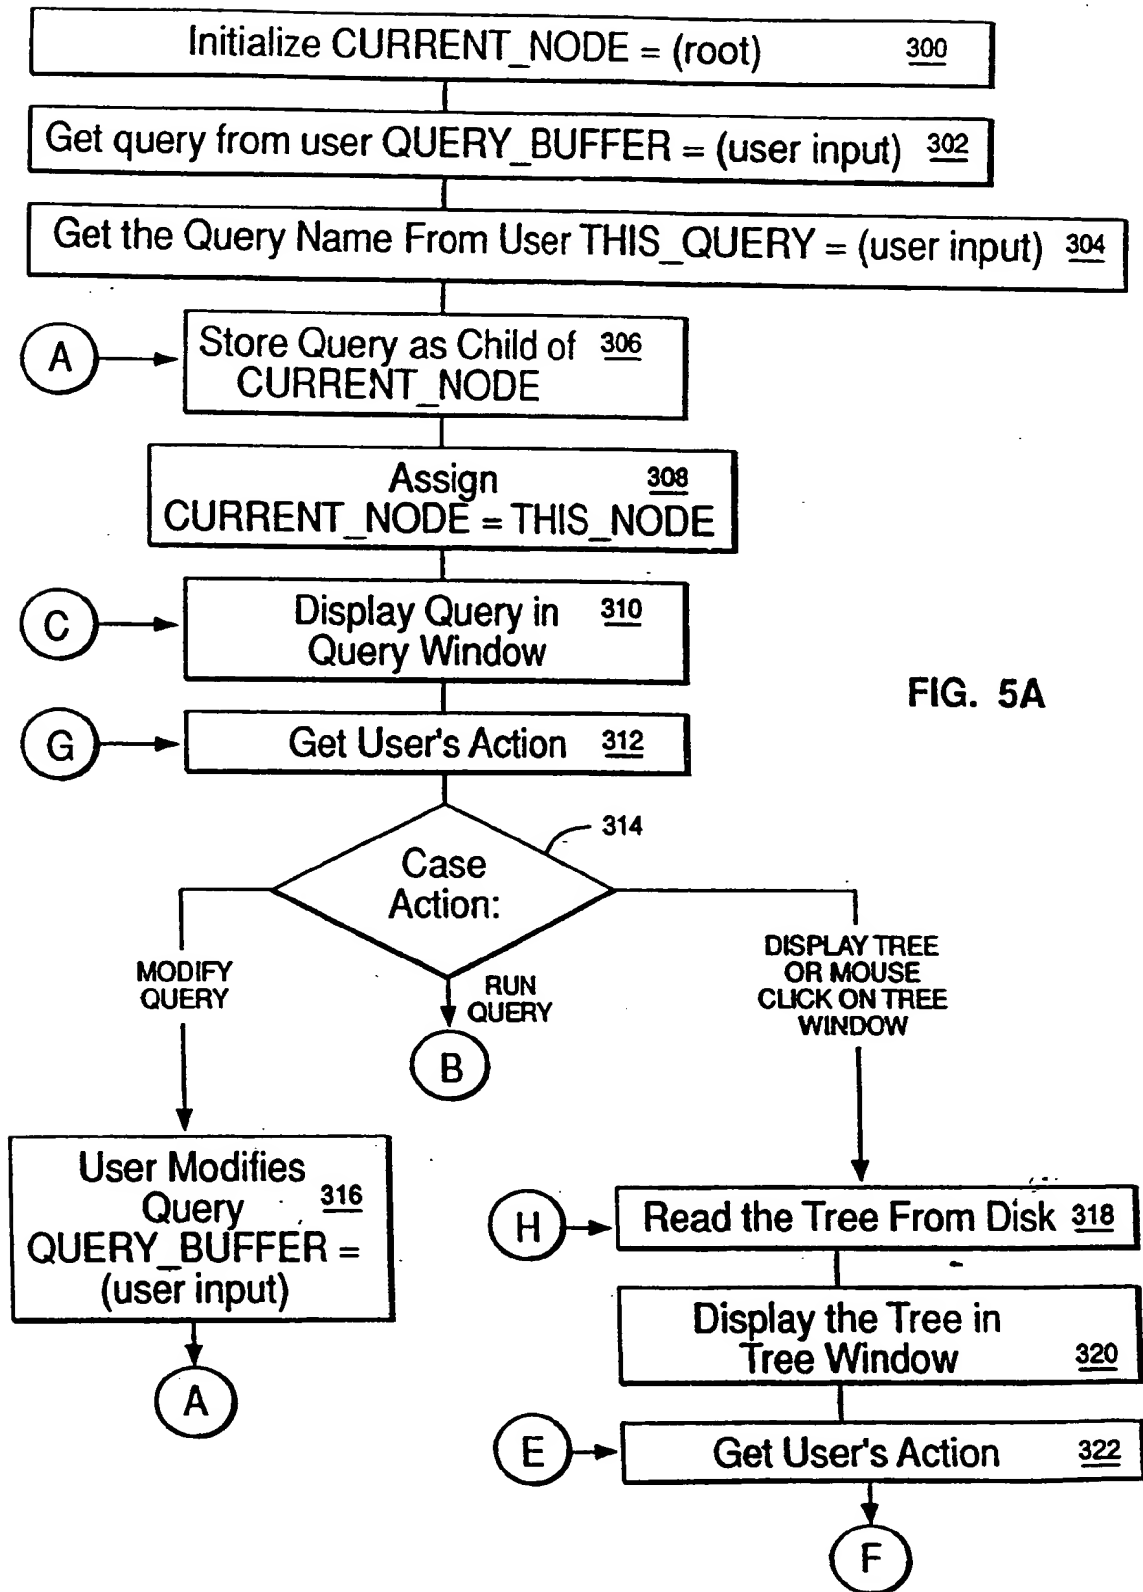 Initialize CURRENT_NODE = (root) 300
Get query from user QUERY_BUFFER = (user input) 302
Get the Query Name From User THIS_QUERY = (user input) 304
A
Store Query as Child of 306
CURRENT_NODE
Assign 308
CURRENT_NODE = THIS_NODE
C
Display Query in 310
Query Window
FIG. 5A
G
Get User's Action 312
314
Case
Action:
MODIFY
QUERY
RUN
QUERY
DISPLAY TREE
OR MOUSE
CLICK ON TREE
WINDOW
B
User Modifies
Query 316
QUERY_BUFFER =
(user input)
A
H
Read the Tree From Disk 318
Display the Tree in
Tree Window 320
E
Get User's Action 322
F